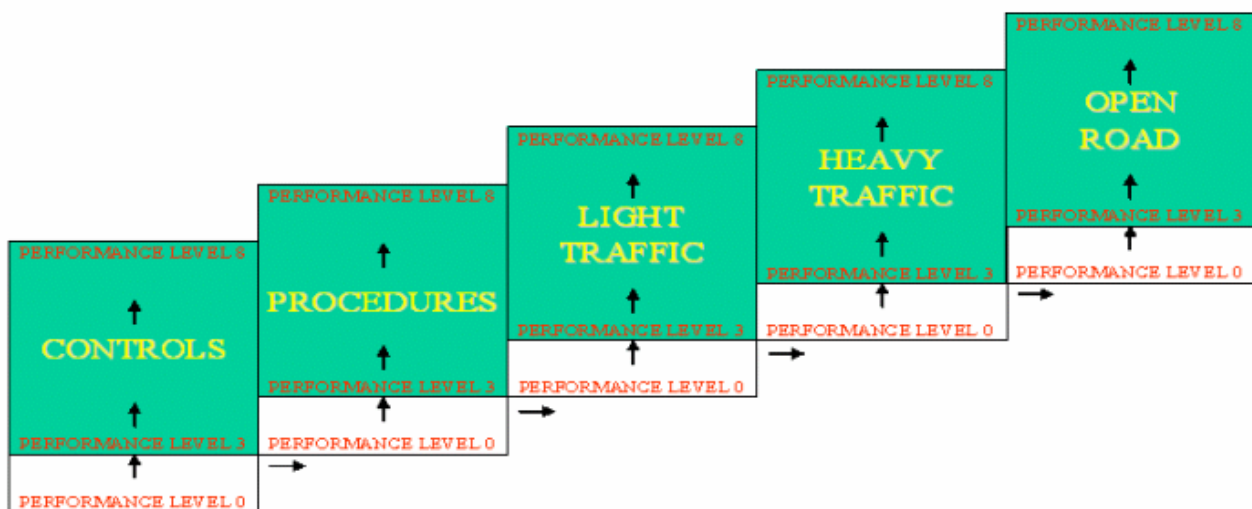 PERFORMANCE LEVEL 8
CONTROLS
PERFORMANCE LEVEL 3
PERFORMANCE LEVEL 0
PERFORMANCE LEVEL 8
PROCEDURES
PERFORMANCE LEVEL 3
PERFORMANCE LEVEL 0
PERFORMANCE LEVEL 8
LIGHT
TRAFFIC
PERFORMANCE LEVEL 3
PERFORMANCE LEVEL 0
PERFORMANCE LEVEL 8
HEAVY
TRAFFIC
PERFORMANCE LEVEL 3
PERFORMANCE LEVEL 0
PERFORMANCE LEVEL 8
OPEN
ROAD
PERFORMANCE LEVEL 3
PERFORMANCE LEVEL 0